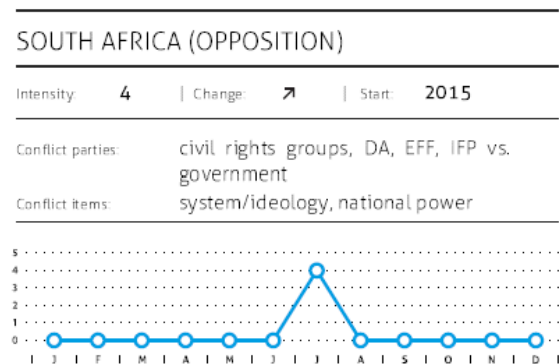 SOUTH AFRICA (OPPOSITION)
Intensity: 4 | Change: ↗ | Start: 2015
Conflict parties: civil rights groups, DA, EFF, IFP vs.
government
Conflict items: system/ideology, national power
5
4
3
2
1
0
| J | F | M | A | M | J | J | A | S | O | N | D